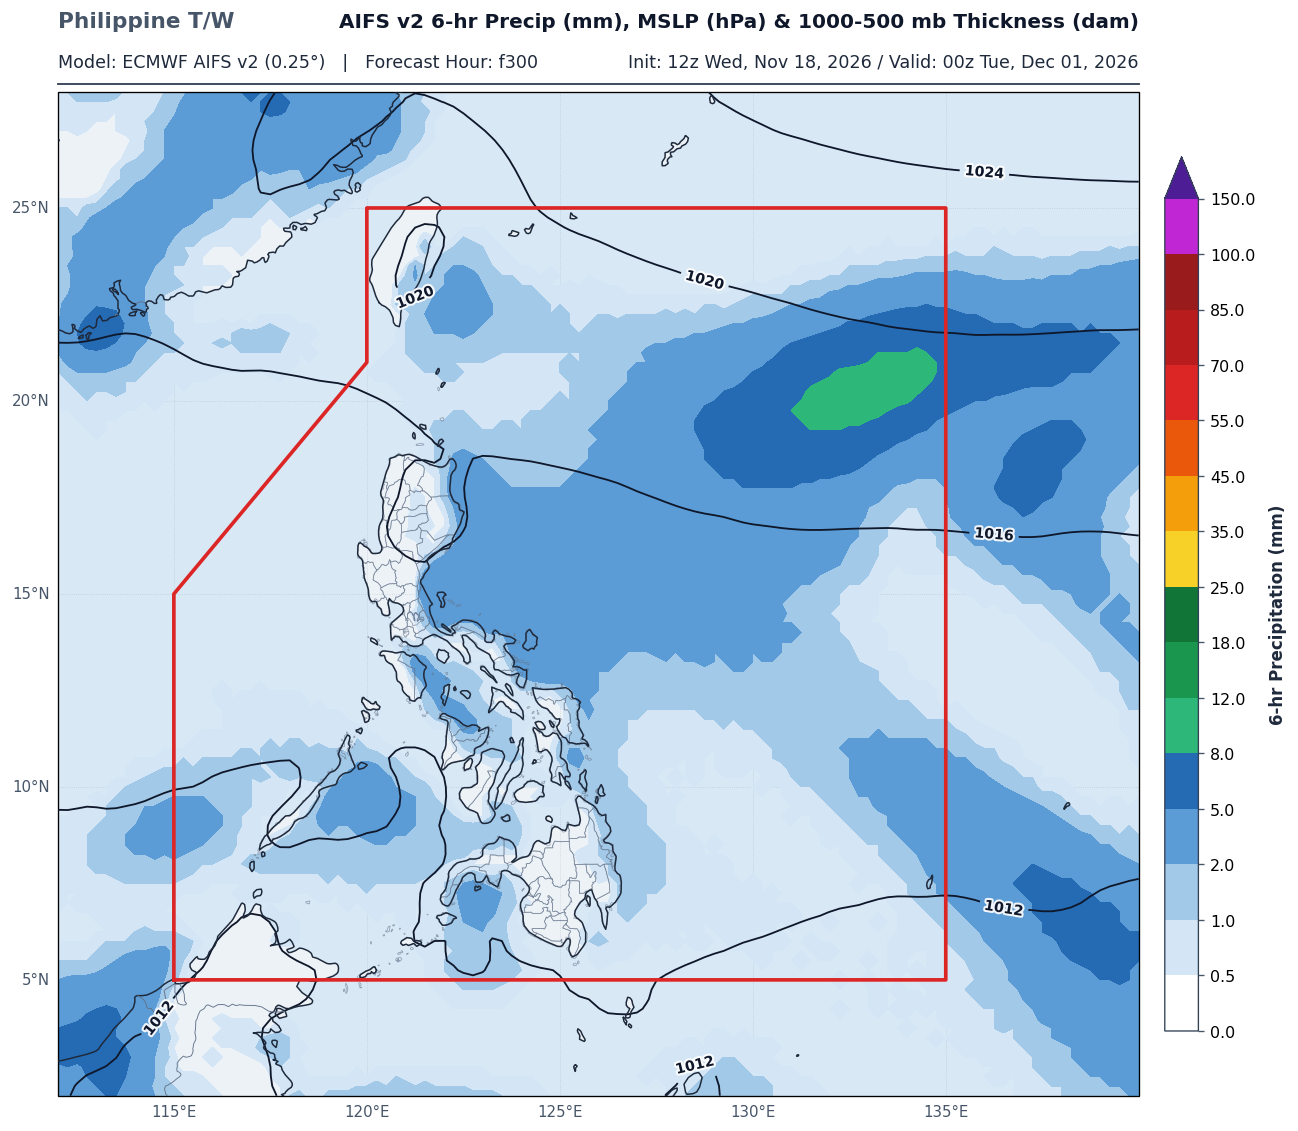 Philippine T/W
AIFS v2 6-hr Precip (mm), MSLP (hPa) & 1000-500 mb Thickness (dam)
Model: ECMWF AIFS v2 (0.25°) | Forecast Hour: f300
Init: 12z Wed, Nov 18, 2026 / Valid: 00z Tue, Dec 01, 2026
1024
1020
1020
1016
1012
1012
1012
25°N
20°N
15°N
10°N
5°N
115°E
120°E
125°E
130°E
135°E
150.0
100.0
85.0
70.0
55.0
45.0
35.0
25.0
18.0
12.0
8.0
5.0
2.0
1.0
0.5
0.0
6-hr Precipitation (mm)